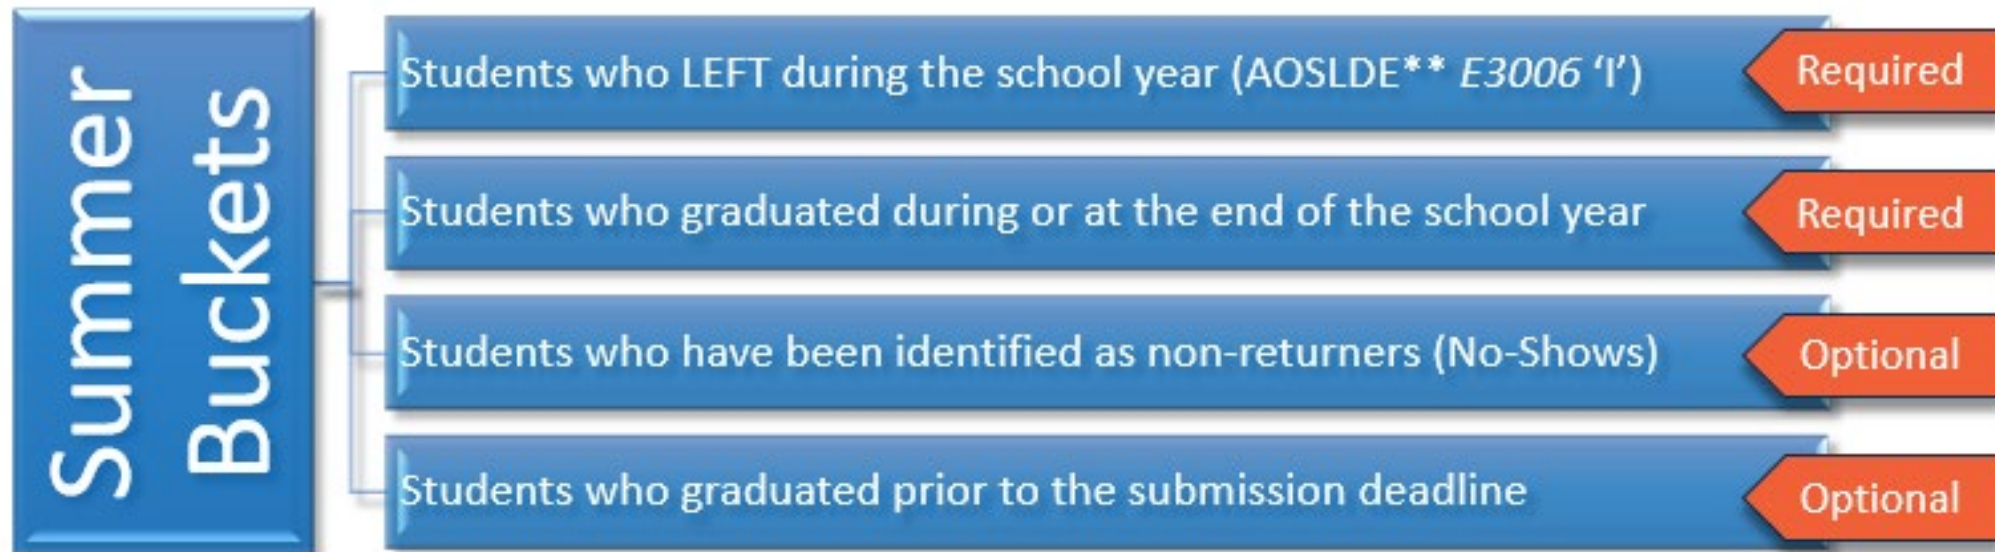 Summer
Buckets
Students who LEFT during the school year (AOSLDE** E3006 ‘I’)
Required
Students who graduated during or at the end of the school year
Required
Students who have been identified as non-returners (No-Shows)
Optional
Students who graduated prior to the submission deadline
Optional